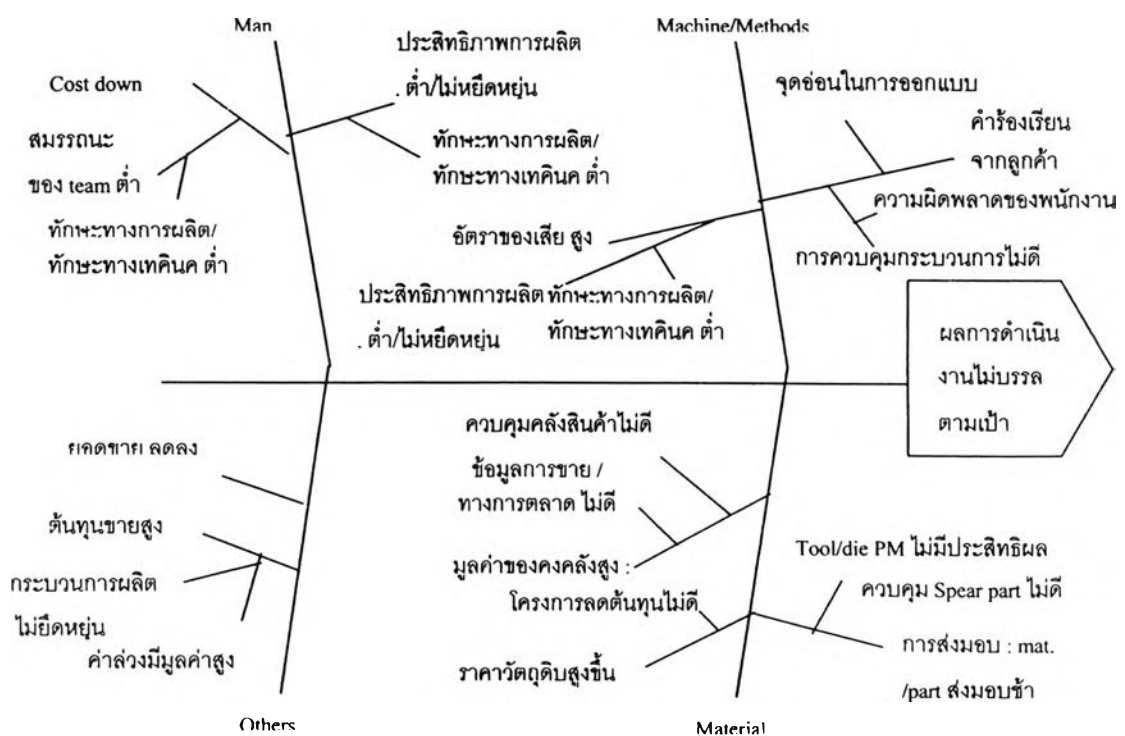 Man
Machine/Methods
ประสิทธิภาพการผลิต
. ต่ำ/ไม่หยืดหยุ่น
Cost down
สมรรถนะ
ของ team ต่ำ
ทักษะทางการผลิต/
ทักษะทางเทคินค ต่ำ
ทักษะทางการผลิต/
ทักษะทางเทคินค ต่ำ
จุดอ่อนในการออกแบบ
คำร้องเรียน
จากลูกค้า
ความผิดพลาดของพนักงาน
การควบคุมกระบวนการไม่ดี
อัตราของเสีย สูง
ประสิทธิภาพการผลิต
. ต่ำ/ไม่หยืดหยุ่น
ทักษะทางการผลิต/
ทักษะทางเทคินค ต่ำ
ผลการดำเนิน
งานไม่บรรล
ตามเป้า
ยอดขาย ลดลง
ต้นทุนขายสูง
กระบวนการผลิต
ไม่ยืดหยุ่น
ค่าล่วงมีมูลค่าสูง
ควบคุมคลังสินค้าไม่ดี
ข้อมูลการขาย /
ทางการตลาด ไม่ดี
มูลค่าของคงคลังสูง :
โครงการลดต้นทุนไม่ดี
ราคาวัตถุดิบสูงขึ้น
Tool/die PM ไม่มีประสิทธิผล
ควบคุม Spear part ไม่ดี
การส่งมอบ : mat.
/part ส่งมอบช้า
Others
Material